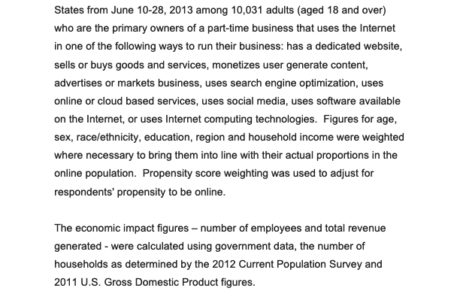 States from June 10-28, 2013 among 10,031 adults (aged 18 and over)
who are the primary owners of a part-time business that uses the Internet
in one of the following ways to run their business: has a dedicated website,
sells or buys goods and services, monetizes user generate content,
advertises or markets business, uses search engine optimization, uses
online or cloud based services, uses social media, uses software available
on the Internet, or uses Internet computing technologies.  Figures for age,
sex, race/ethnicity, education, region and household income were weighted
where necessary to bring them into line with their actual proportions in the
online population.  Propensity score weighting was used to adjust for
respondents' propensity to be online.

The economic impact figures – number of employees and total revenue
generated - were calculated using government data, the number of
households as determined by the 2012 Current Population Survey and
2011 U.S. Gross Domestic Product figures.